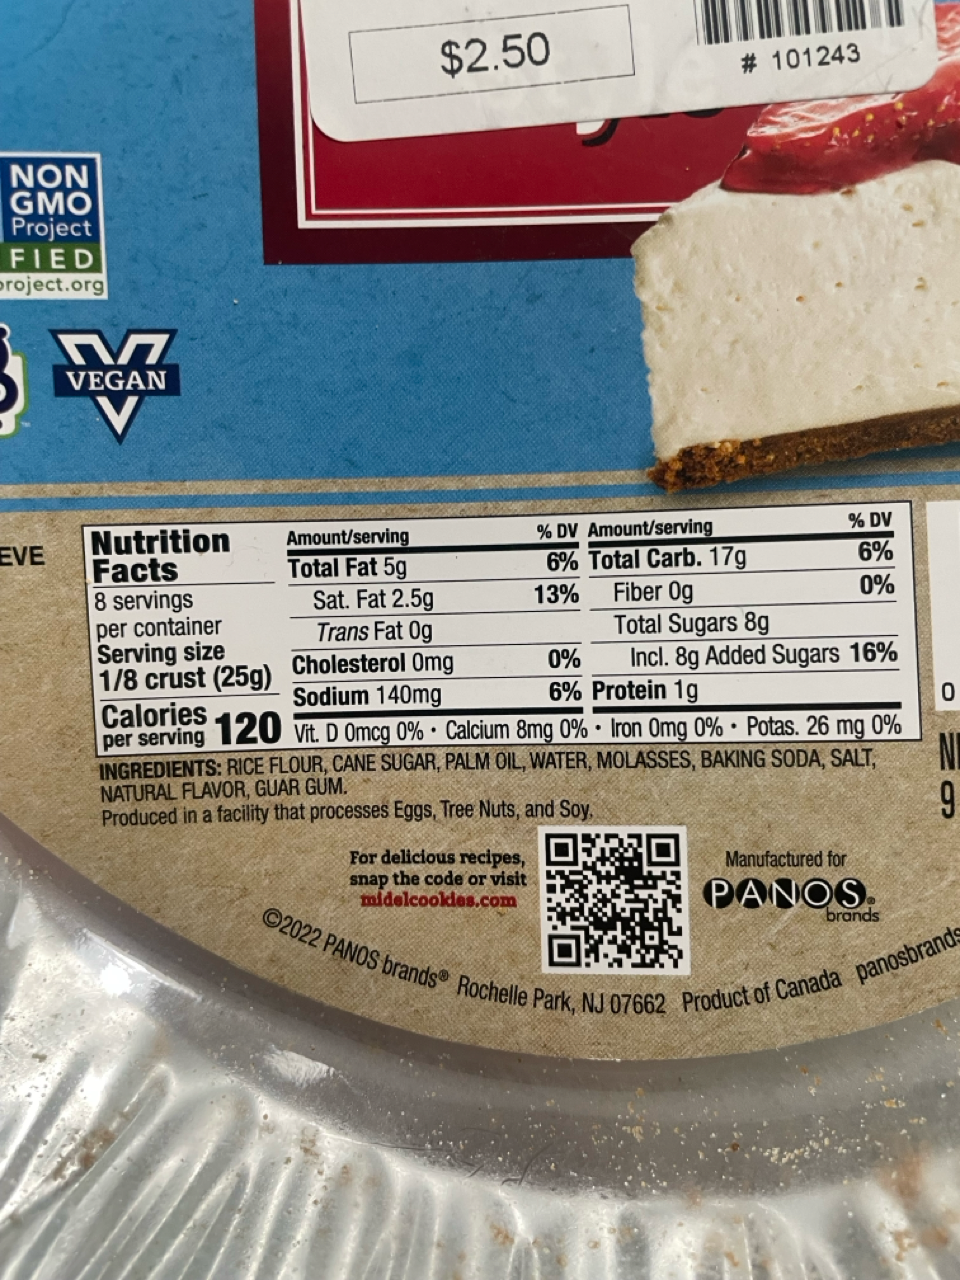 $2.50
# 101243
NON
GMO
Project
FIED
project.org
VEGAN
EVE
Nutrition
Facts
8 servings
per container
Serving size
1/8 crust (25g)
Calories
per serving 120
Amount/serving % DV
Total Fat 5g 6%
Sat. Fat 2.5g 13%
Trans Fat 0g
Cholesterol 0mg 0%
Sodium 140mg 6%
Amount/serving % DV
Total Carb. 17g 6%
Fiber 0g 0%
Total Sugars 8g
Incl. 8g Added Sugars 16%
Protein 1g
Vit. D 0mcg 0% • Calcium 8mg 0% • Iron 0mg 0% • Potas. 26 mg 0%
INGREDIENTS: RICE FLOUR, CANE SUGAR, PALM OIL, WATER, MOLASSES, BAKING SODA, SALT,
NATURAL FLAVOR, GUAR GUM.
Produced in a facility that processes Eggs, Tree Nuts, and Soy.
0
9
For delicious recipes,
snap the code or visit
midelcookies.com
Manufactured for
PANOS®
brands
©2022 PANOS brands® Rochelle Park, NJ 07662 Product of Canada panosbrands